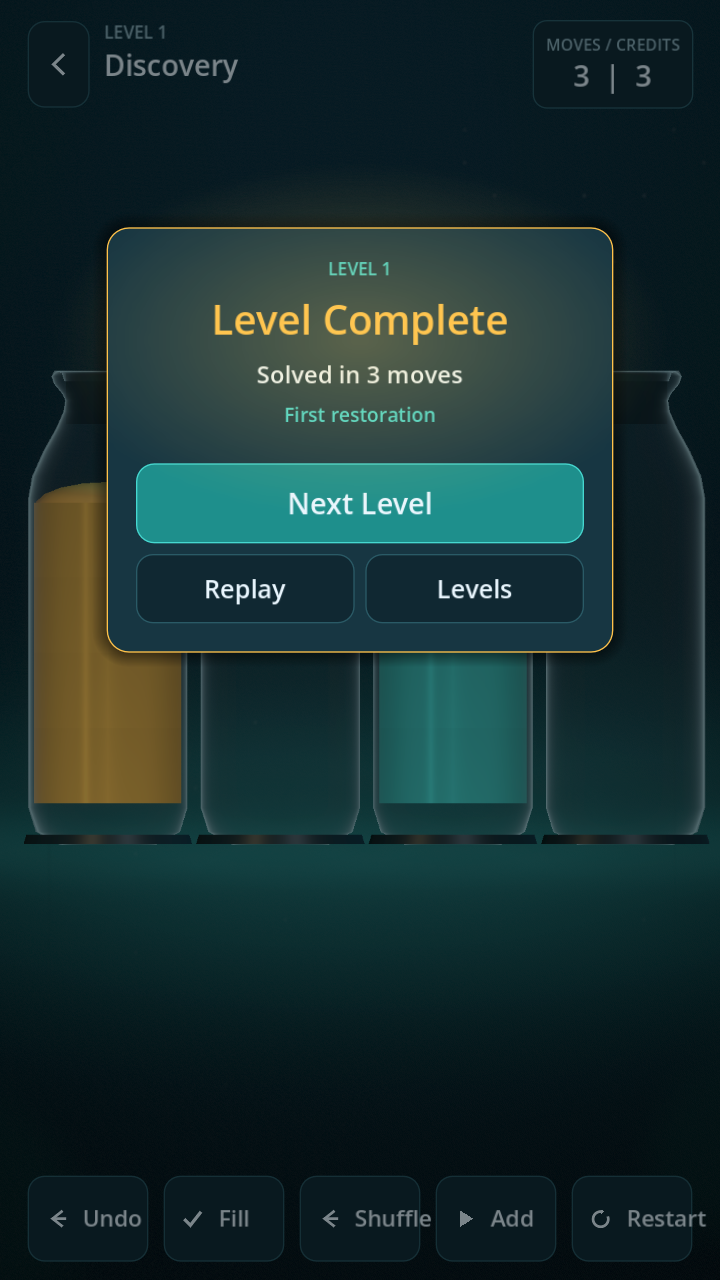 LEVEL 1
Discovery
MOVES / CREDITS
3 | 3
LEVEL 1
Level Complete
Solved in 3 moves
First restoration
Next Level
Replay
Levels
Undo
Fill
Shuffle
Add
Restart